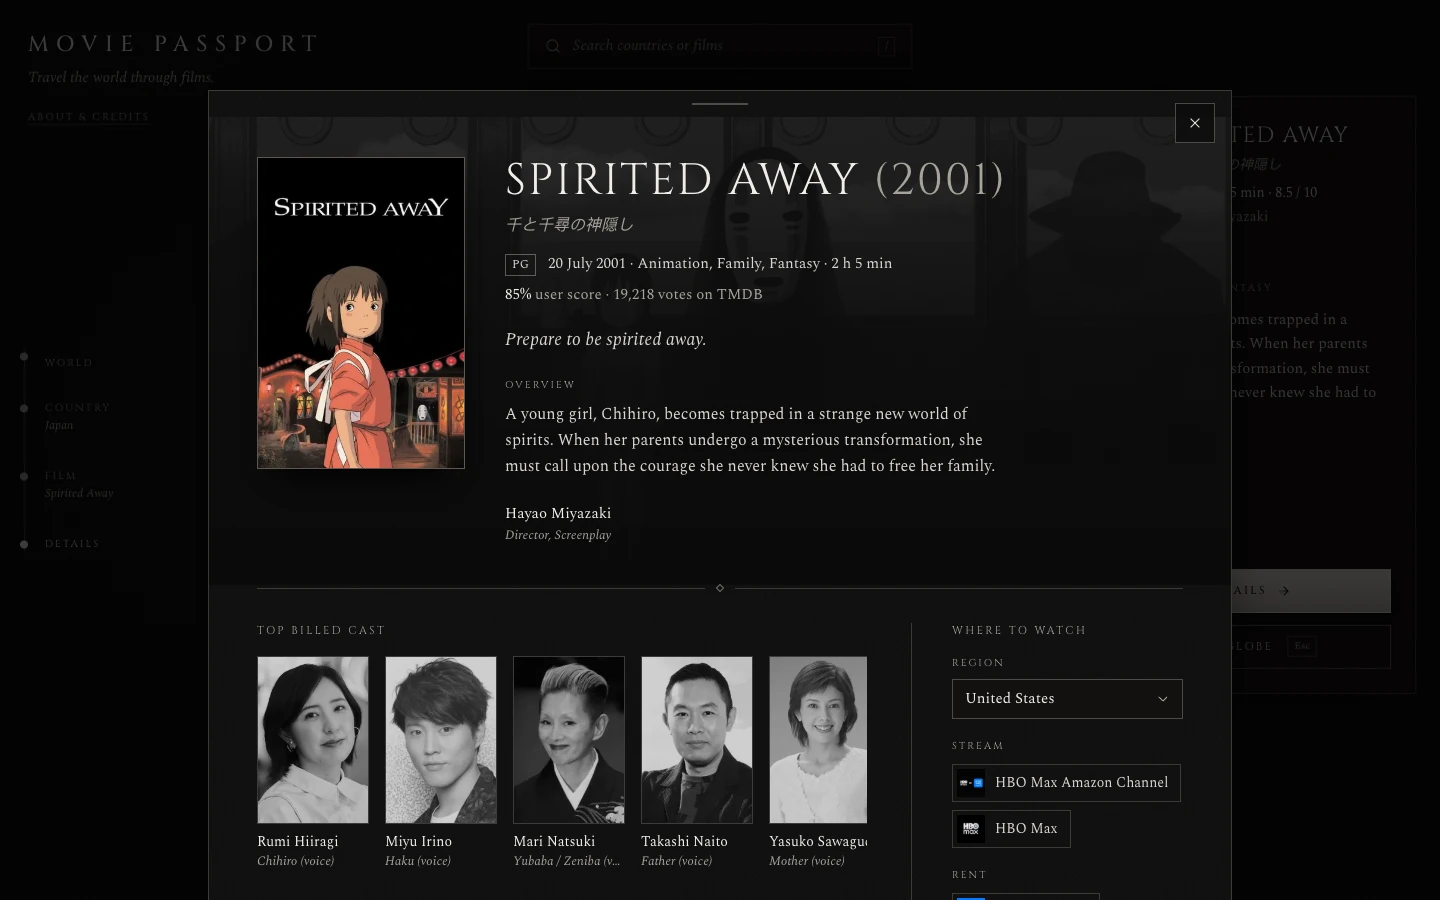 MOVIE PASSPORT
Travel the world through films.
ABOUT & CREDITS
Search countries or films
/
WORLD
COUNTRY
Japan
FILM
Spirited Away
DETAILS
×
SPIRITED AWAY
SPIRITED AWAY (2001)
千と千尋の神隠し
PG
20 July 2001 · Animation, Family, Fantasy · 2 h 5 min
85% user score · 19,218 votes on TMDB
Prepare to be spirited away.
OVERVIEW
A young girl, Chihiro, becomes trapped in a strange new world of
spirits. When her parents undergo a mysterious transformation, she
must call upon the courage she never knew she had to free her family.
Hayao Miyazaki
Director, Screenplay
TOP BILLED CAST
Rumi Hiiragi
Chihiro (voice)
Miyu Irino
Haku (voice)
Mari Natsuki
Yubaba / Zeniba (v...
Takashi Naito
Father (voice)
Yasuko Sawagu
Mother (voice)
WHERE TO WATCH
REGION
United States
STREAM
HBO Max Amazon Channel
HBO max
HBO Max
RENT
TED AWAY
の神隠し
5 min · 8.5 / 10
yazaki
NTASY
omes trapped in a
ts. When her parents
sformation, she must
never knew she had to
AILS →
LOBE Esc